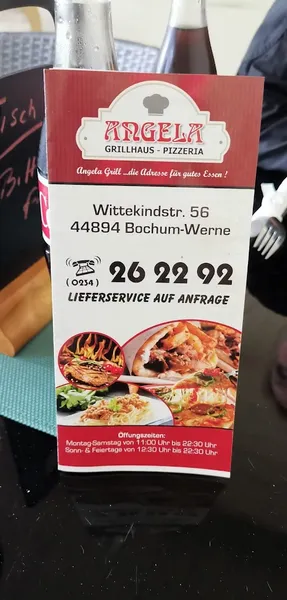 ANGELA
GRILLHAUS - PIZZERIA
Angela Grill ...die Adresse für gutes Essen !
Wittekindstr. 56
44894 Bochum-Werne
(0234) 26 22 92
LIEFERSERVICE AUF ANFRAGE
Öffnungszeiten:
Montag-Samstag von 11:00 Uhr bis 22:30 Uhr
Sonn- & Feiertage von 12:30 Uhr bis 22:30 Uhr